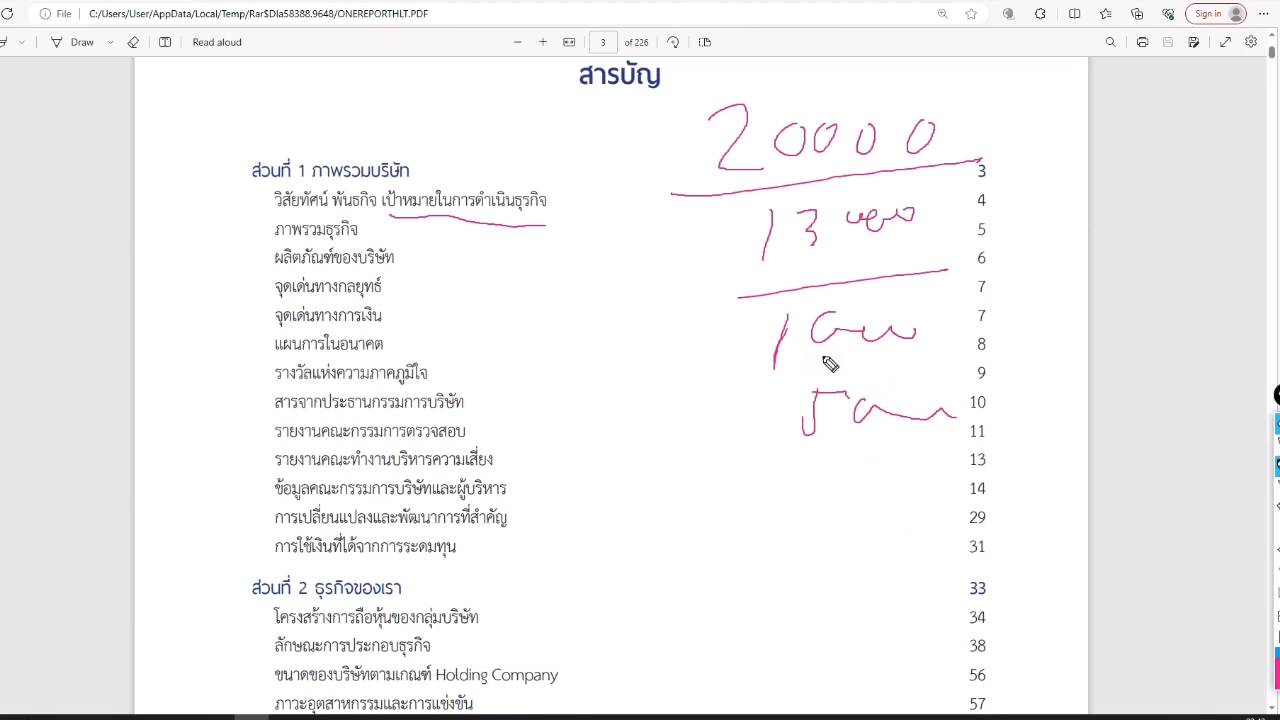 File
C:/Users/User/AppData/Local/Temp/Rar$DIa58388.9648/ONEREPORTHLT.PDF
Sign in
Draw
Read aloud
3 of 226
สารบัญ
20000
ส่วนที่ 1 ภาพรวมบริษัท 3
วิสัยทัศน์ พันธกิจ เป้าหมายในการดำเนินธุรกิจ 4
13
ภาพรวมธุรกิจ 5
ผลิตภัณฑ์ของบริษัท 6
จุดเด่นทางกลยุทธ์ 7
จุดเด่นทางการเงิน 7
แผนการในอนาคต 8
รางวัลแห่งความภาคภูมิใจ 9
สารจากประธานกรรมการบริษัท 10
รายงานคณะกรรมการตรวจสอบ 11
รายงานคณะทำงานบริหารความเสี่ยง 13
ข้อมูลคณะกรรมการบริษัทและผู้บริหาร 14
การเปลี่ยนแปลงและพัฒนาการที่สำคัญ 29
การใช้เงินที่ได้จากการระดมทุน 31
ส่วนที่ 2 ธุรกิจของเรา 33
โครงสร้างการถือหุ้นของกลุ่มบริษัท 34
ลักษณะการประกอบธุรกิจ 38
ขนาดของบริษัทตามเกณฑ์ Holding Company 56
ภาวะอุตสาหกรรมและการแข่งขัน 57